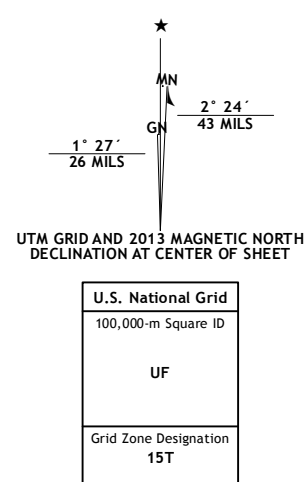 ★
MN
GN
2° 24´
43 MILS
1° 27´
26 MILS
UTM GRID AND 2013 MAGNETIC NORTH
DECLINATION AT CENTER OF SHEET
U.S. National Grid
100,000-m Square ID
UF
Grid Zone Designation
15T